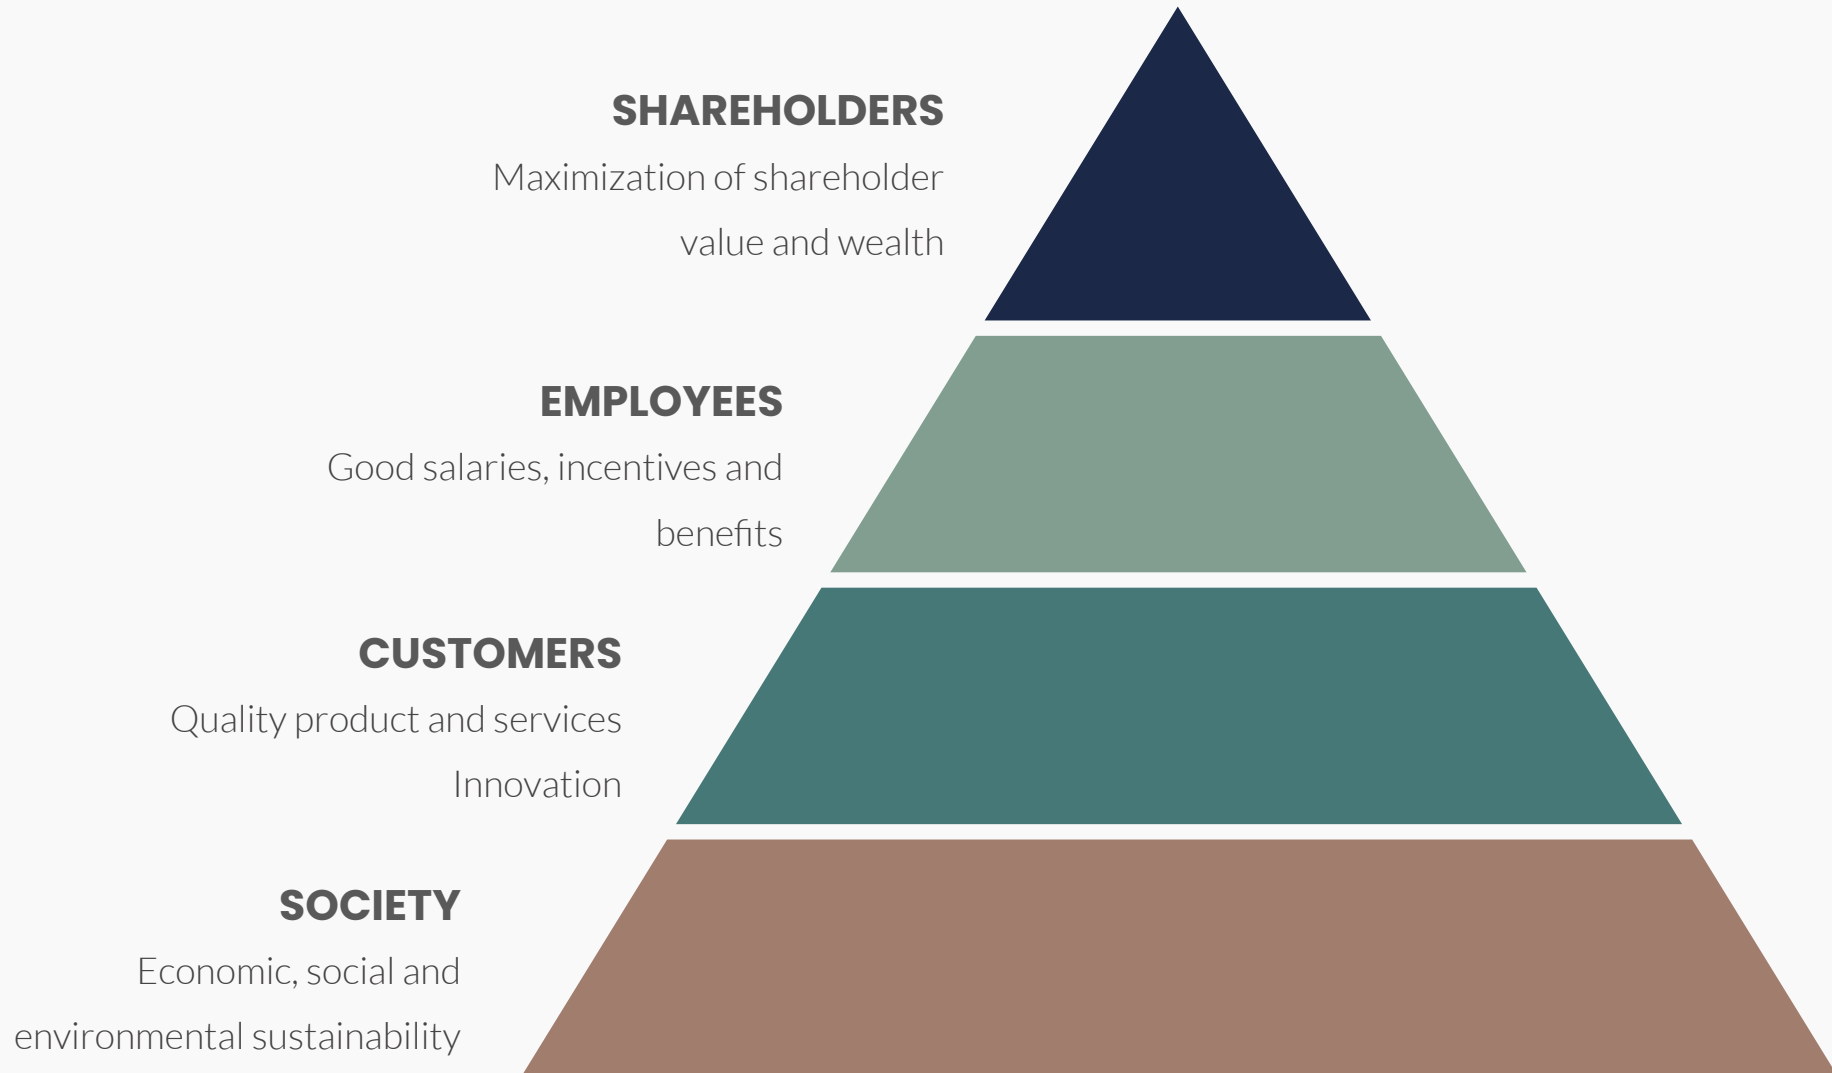 SHAREHOLDERS
Maximization of shareholder
value and wealth
EMPLOYEES
Good salaries, incentives and
benefits
CUSTOMERS
Quality product and services
Innovation
SOCIETY
Economic, social and
environmental sustainability